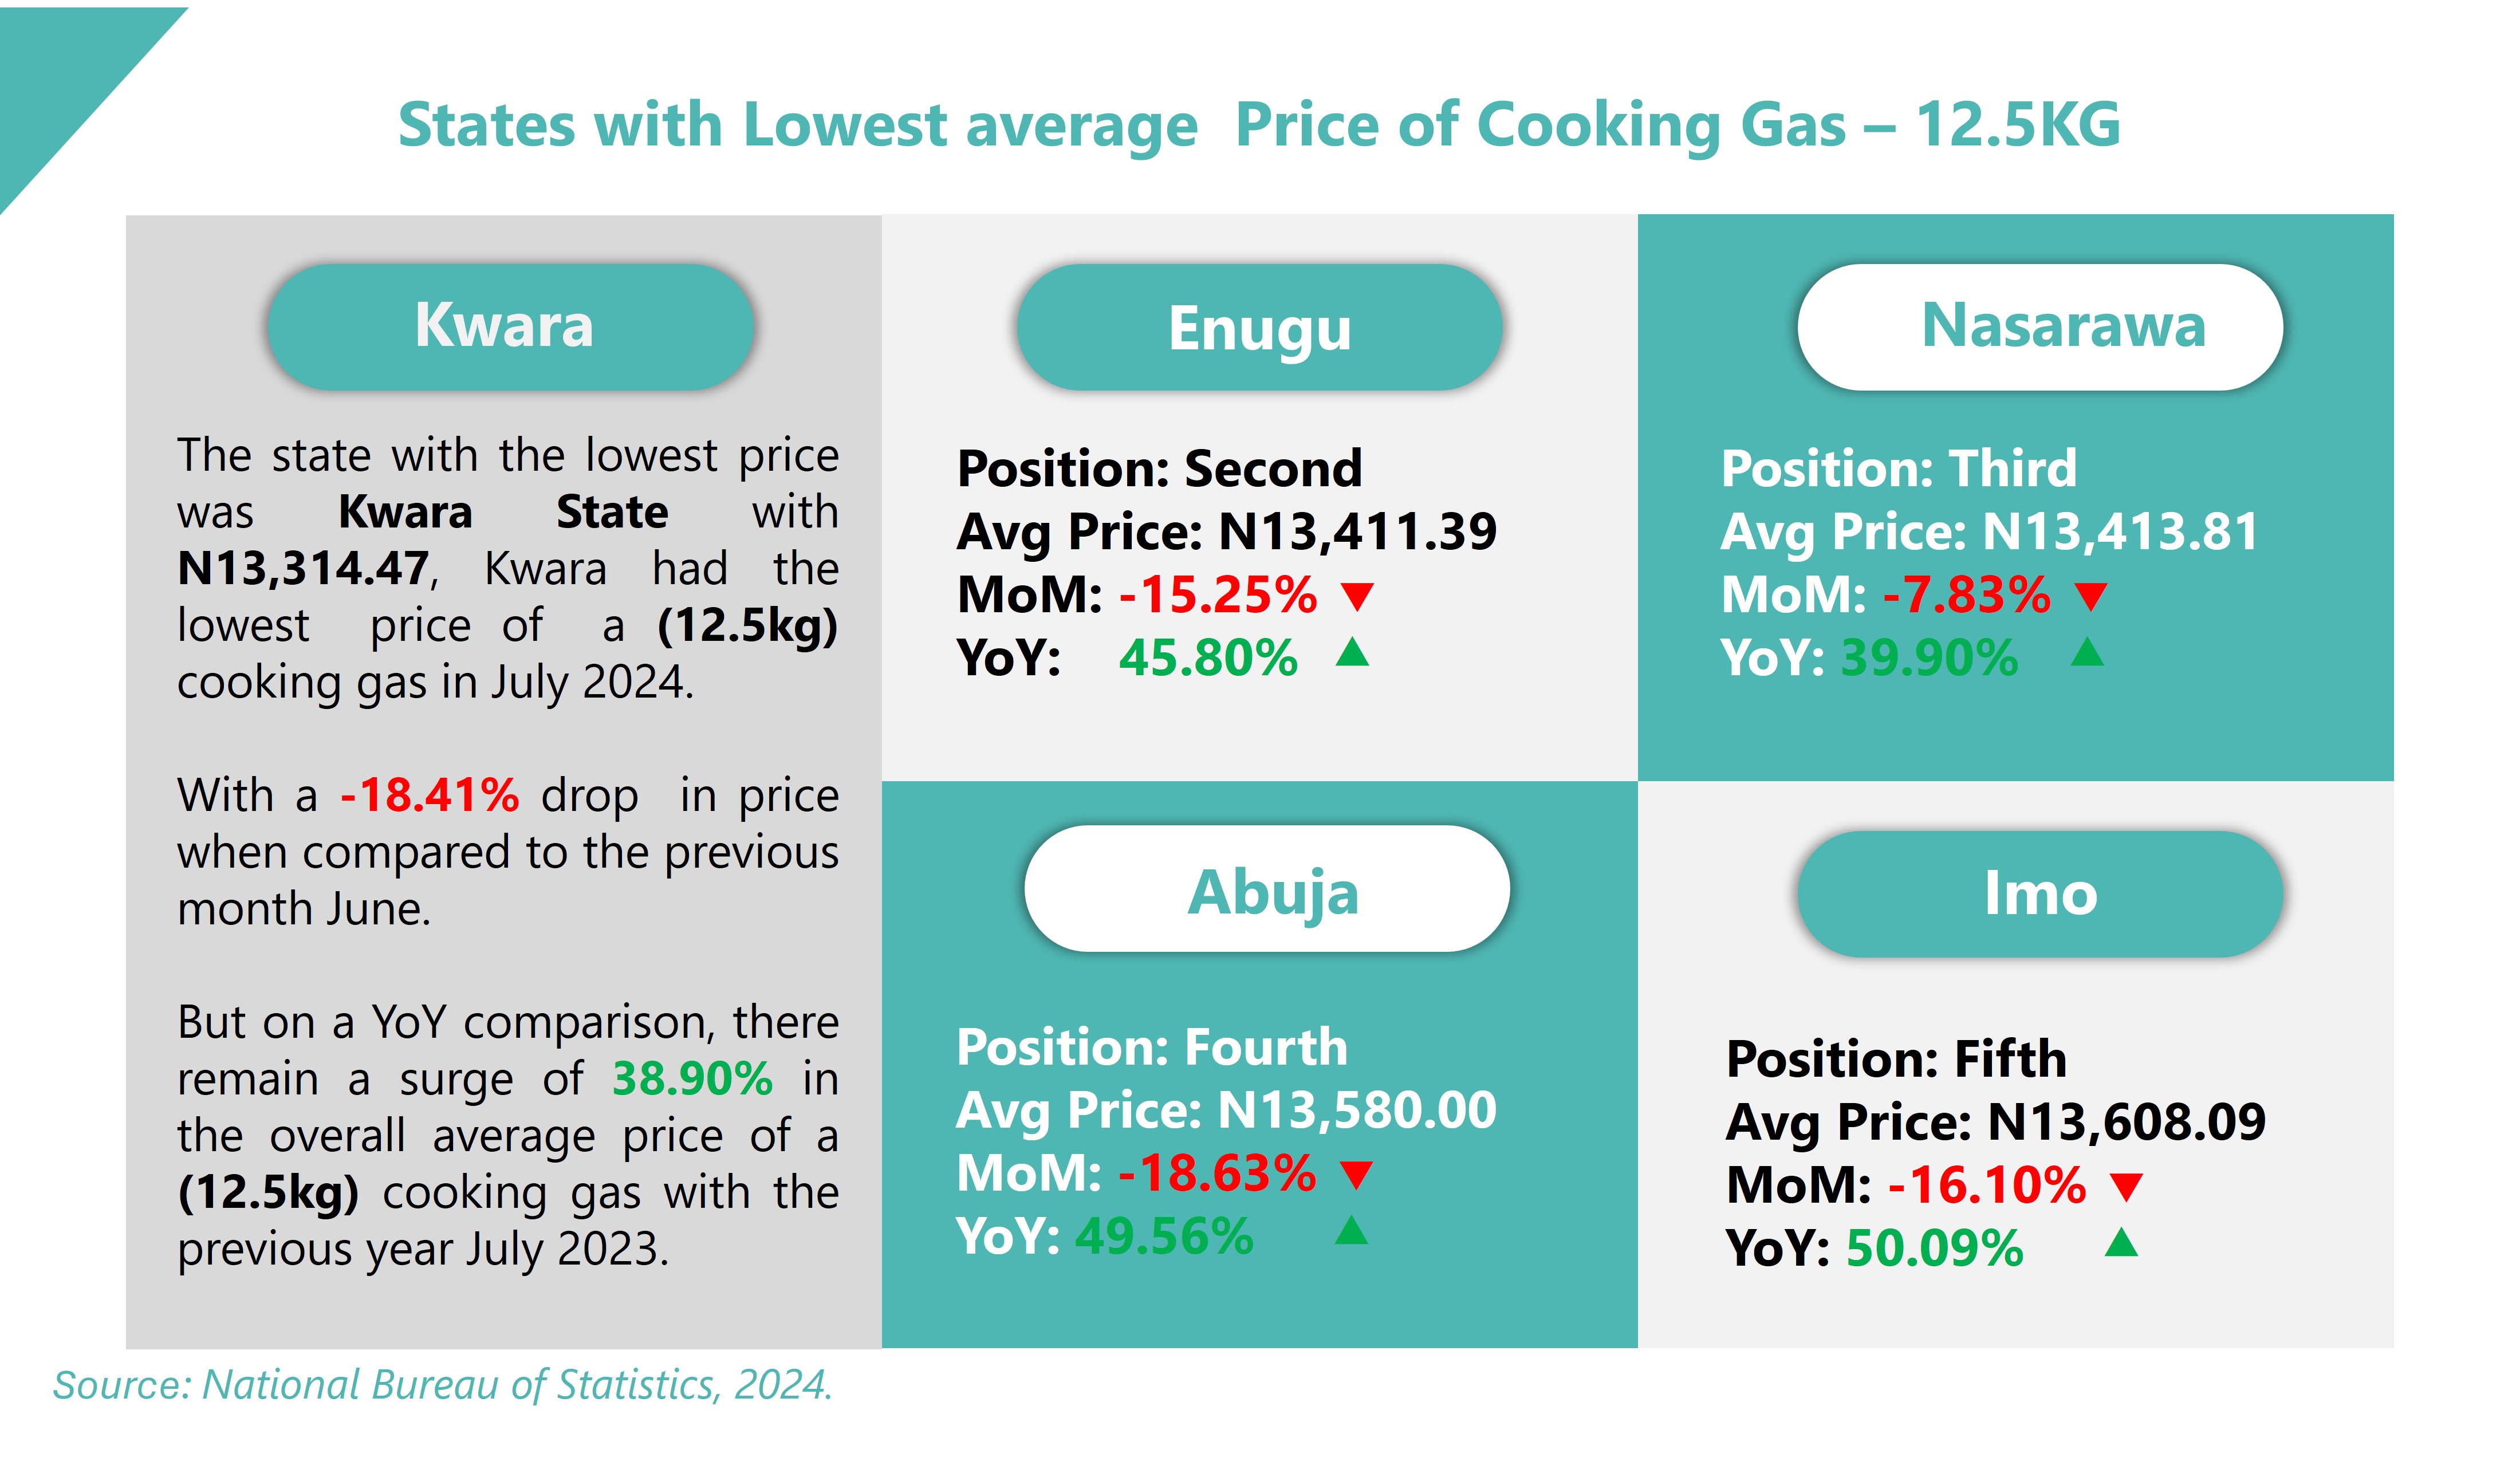 States with Lowest average Price of Cooking Gas – 12.5KG
Kwara
The state with the lowest price
was Kwara State with
N13,314.47, Kwara had the
lowest price of a (12.5kg)
cooking gas in July 2024.
With a -18.41% drop in price
when compared to the previous
month June.
But on a YoY comparison, there
remain a surge of 38.90% in
the overall average price of a
(12.5kg) cooking gas with the
previous year July 2023.
Enugu
Position: Second
Avg Price: N13,411.39
MoM: -15.25% ▼
YoY: 45.80% ▲
Nasarawa
Position: Third
Avg Price: N13,413.81
MoM: -7.83% ▼
YoY: 39.90% ▲
Abuja
Position: Fourth
Avg Price: N13,580.00
MoM: -18.63% ▼
YoY: 49.56% ▲
Imo
Position: Fifth
Avg Price: N13,608.09
MoM: -16.10% ▼
YoY: 50.09% ▲
Source: National Bureau of Statistics, 2024.